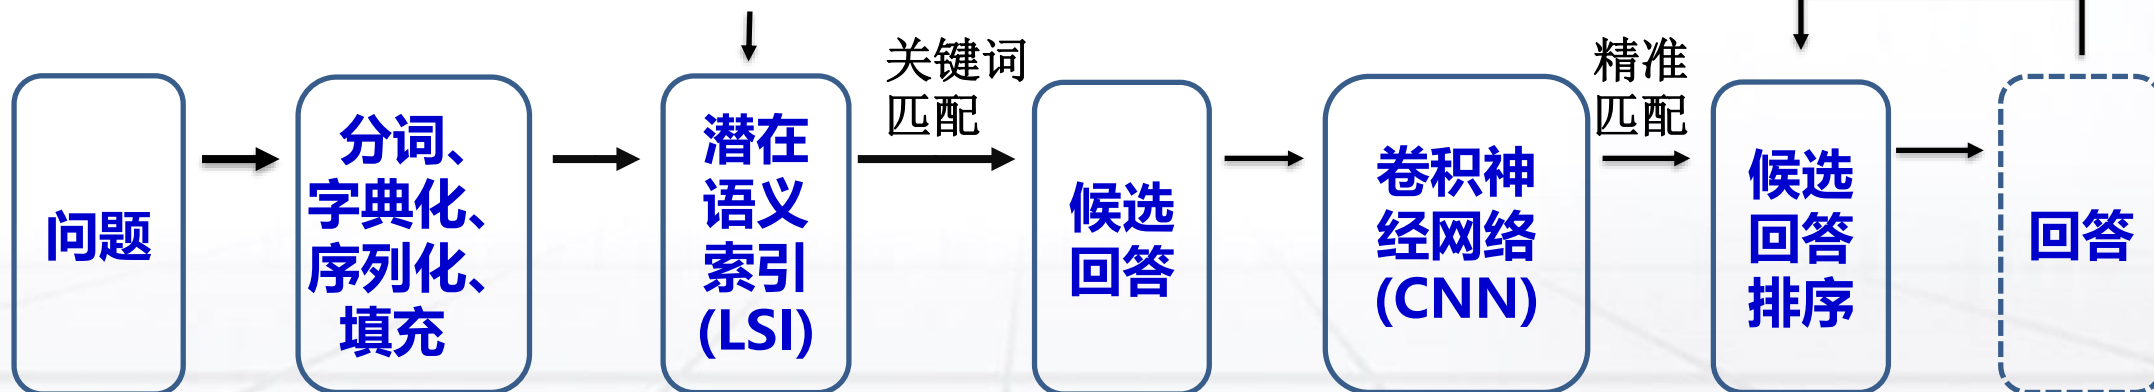 问题
分词、
字典化、
序列化、
填充
潜在
语义
索引
(LSI)
关键词
匹配
候选
回答
卷积神
经网络
(CNN)
精准
匹配
候选
回答
排序
回答